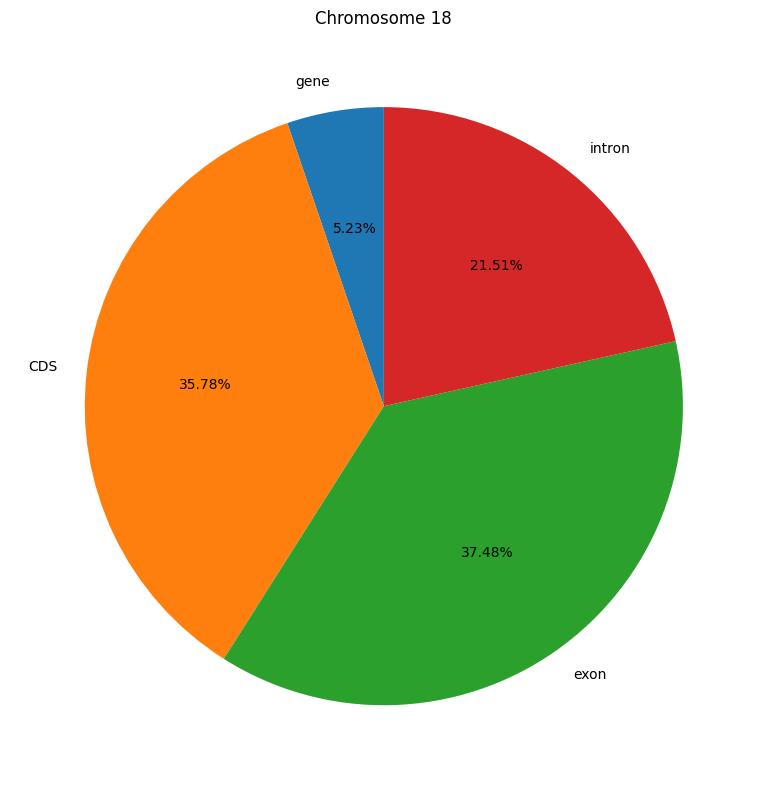 Chromosome 18
gene
intron
5.23%
21.51%
CDS
35.78%
37.48%
exon